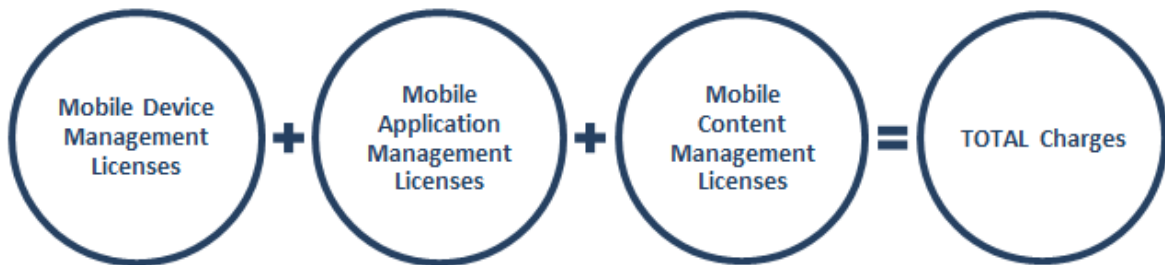 Mobile Device
Management
Licenses
+
Mobile
Application
Management
Licenses
+
Mobile
Content
Management
Licenses
=
TOTAL Charges